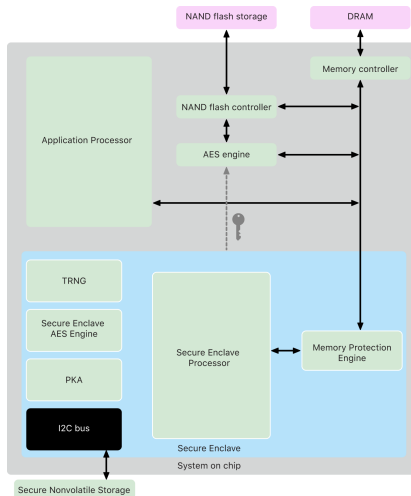 NAND flash storage
DRAM
Memory controller
NAND flash controller
Application Processor
AES engine
TRNG
Secure Enclave
AES Engine
Secure Enclave
Processor
Memory Protection
Engine
PKA
I2C bus
Secure Enclave
System on chip
Secure Nonvolatile Storage